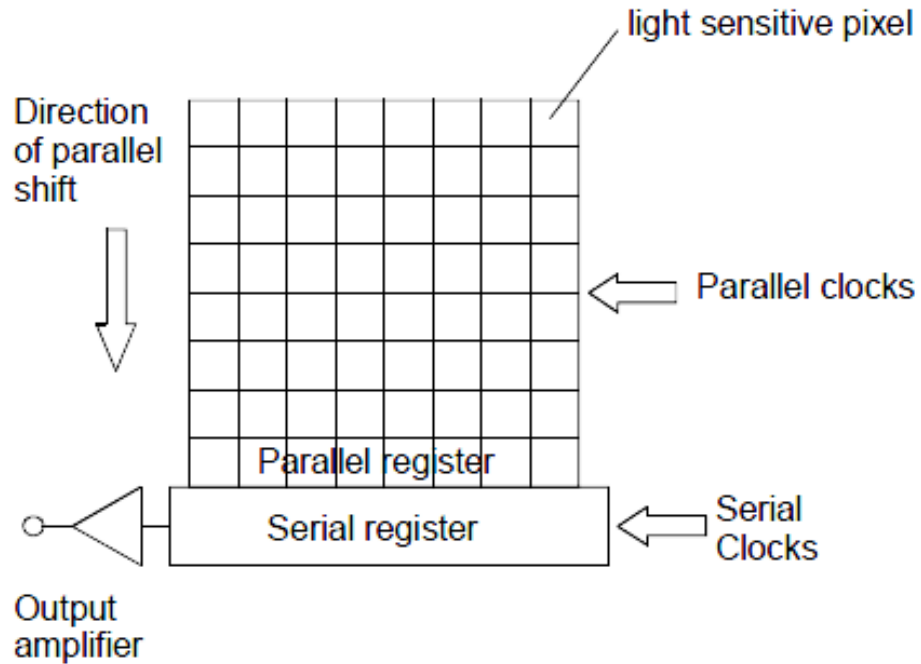 light sensitive pixel
Direction
of parallel
shift
Parallel clocks
Parallel register
Serial register
Serial
Clocks
Output
amplifier